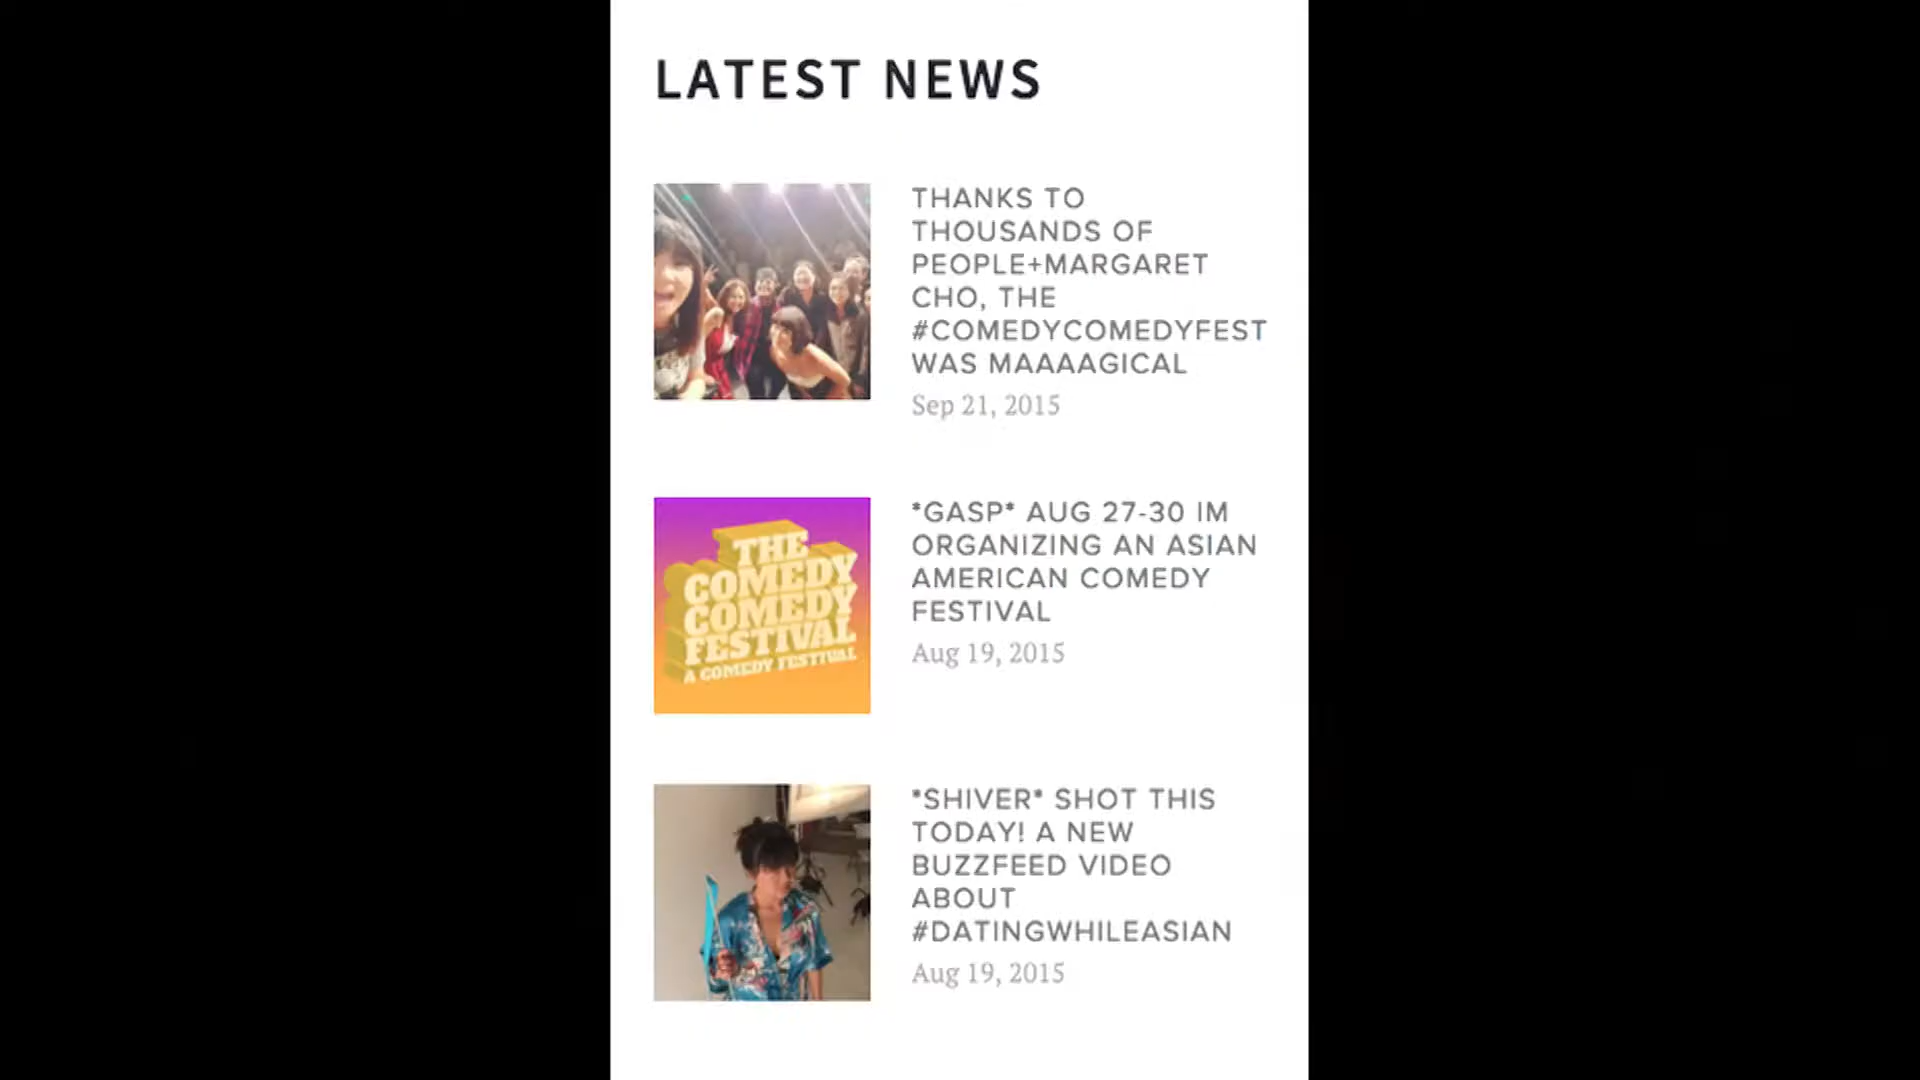 LATEST NEWS
THANKS TO
THOUSANDS OF
PEOPLE+MARGARET
CHO, THE
#COMEDYCOMEDYFEST
WAS MAAAAGICAL
Sep 21, 2015
THE
COMEDY
COMEDY
FESTIVAL
A COMEDY FESTIVAL
*GASP* AUG 27-30 IM
ORGANIZING AN ASIAN
AMERICAN COMEDY
FESTIVAL
Aug 19, 2015
*SHIVER* SHOT THIS
TODAY! A NEW
BUZZFEED VIDEO
ABOUT
#DATINGWHILEASIAN
Aug 19, 2015